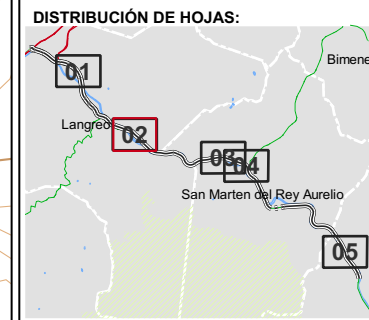 DISTRIBUCIÓN DE HOJAS:
Bimene
01
Langreo
02
03
04
San Marten del Rey Aurelio
05